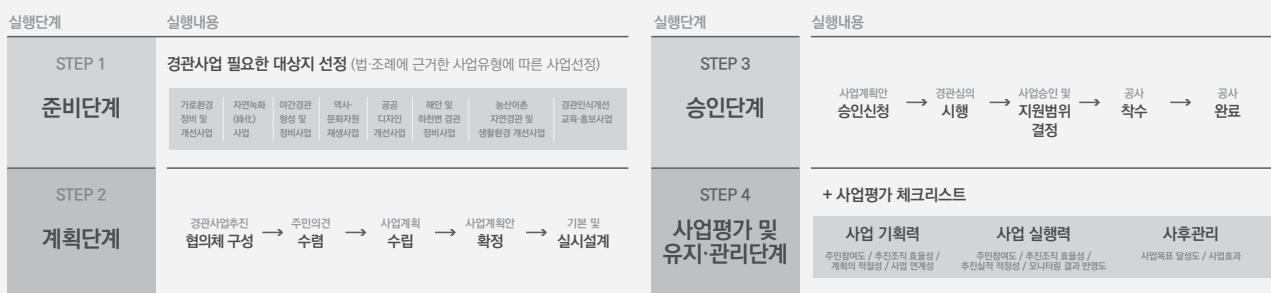 실행단계
실행내용
STEP 1
준비단계
경관사업 필요한 대상지 선정 (법·조례에 근거한 사업유형에 따른 사업선정)
가로환경
정비 및
개선사업
자연녹화
(綠化)
사업
야간경관
형성 및
정비사업
역사·
문화자원
재생사업
공공
디자인
개선사업
해안 및
하천변 경관
정비사업
농산어촌
자연경관 및
생활환경 개선사업
경관인식개선
교육·홍보사업
STEP 2
계획단계
경관사업추진
협의체 구성
→
주민의견
수렴
→
사업계획
수립
→
사업계획안
확정
→
기본 및
실시설계
실행단계
실행내용
STEP 3
승인단계
사업계획안
승인신청
→
경관심의
시행
→
사업승인 및
지원범위
결정
→
공사
착수
→
공사
완료
STEP 4
사업평가 및
유지·관리단계
+ 사업평가 체크리스트
사업 기획력
주민참여도 / 추진조직 효율성 /
계획의 적절성 / 사업 연계성
사업 실행력
주민참여도 / 추진조직 효율성 /
추진실적 적정성 / 모니터링 결과 반영도
사후관리
사업목표 달성도 / 사업효과